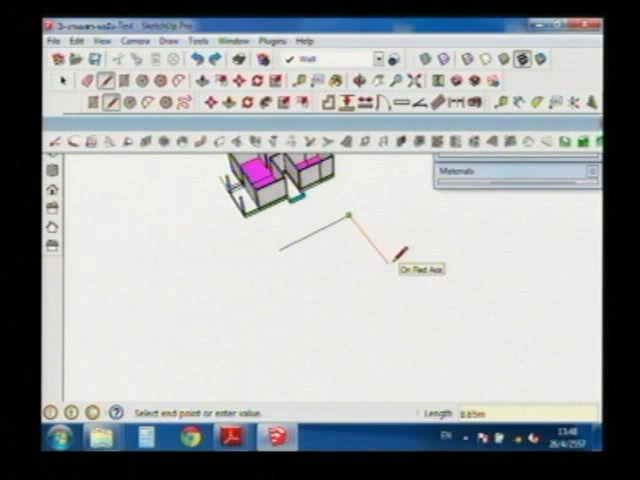 SketchUp Pro
File Edit View Camera Draw Tools Window Plugins Help
Wall
Materials
On Red Axis
Select end point or enter value.
Length 8.65m
EN
13:48
26/4/2557